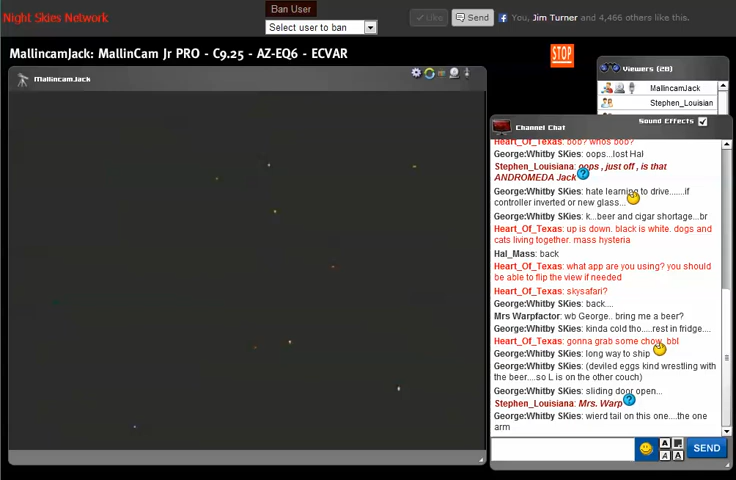 Night Skies Network
Ban User
Select user to ban
Like
Send
You, Jim Turner and 4,466 others like this.
MallincamJack: MallinCam Jr PRO - C9.25 - AZ-EQ6 - ECVAR
STOP
Viewers (28)
MallincamJack
MallincamJack
Stephen_Louisian
Sound Effects
Channel Chat
Heart_Of_Texas: bob? whos bob?
George:Whitby SKies: oops...lost Hal
Stephen_Louisiana: oops , just off , is that
ANDROMEDA Jack
George:Whitby SKies: hate learning to drive.......if
controller inverted or new glass...
George:Whitby SKies: k...beer and cigar shortage...br
Heart_Of_Texas: up is down. black is white. dogs and
cats living together. mass hysteria
Hal_Mass: back
Heart_Of_Texas: what app are you using? you should
be able to flip the view if needed
Heart_Of_Texas: skysafari?
George:Whitby SKies: back....
Mrs Warpfactor: wb George.. bring me a beer?
George:Whitby SKies: kinda cold tho....rest in fridge....
Heart_Of_Texas: gonna grab some chow. bbl
George:Whitby SKies: long way to ship
George:Whitby SKies: (deviled eggs kind wrestling with
the beer....so L is on the other couch)
George:Whitby SKies: sliding door open...
Stephen_Louisiana: Mrs. Warp
George:Whitby SKies: wierd tail on this one....the one
arm
A
A A
SEND